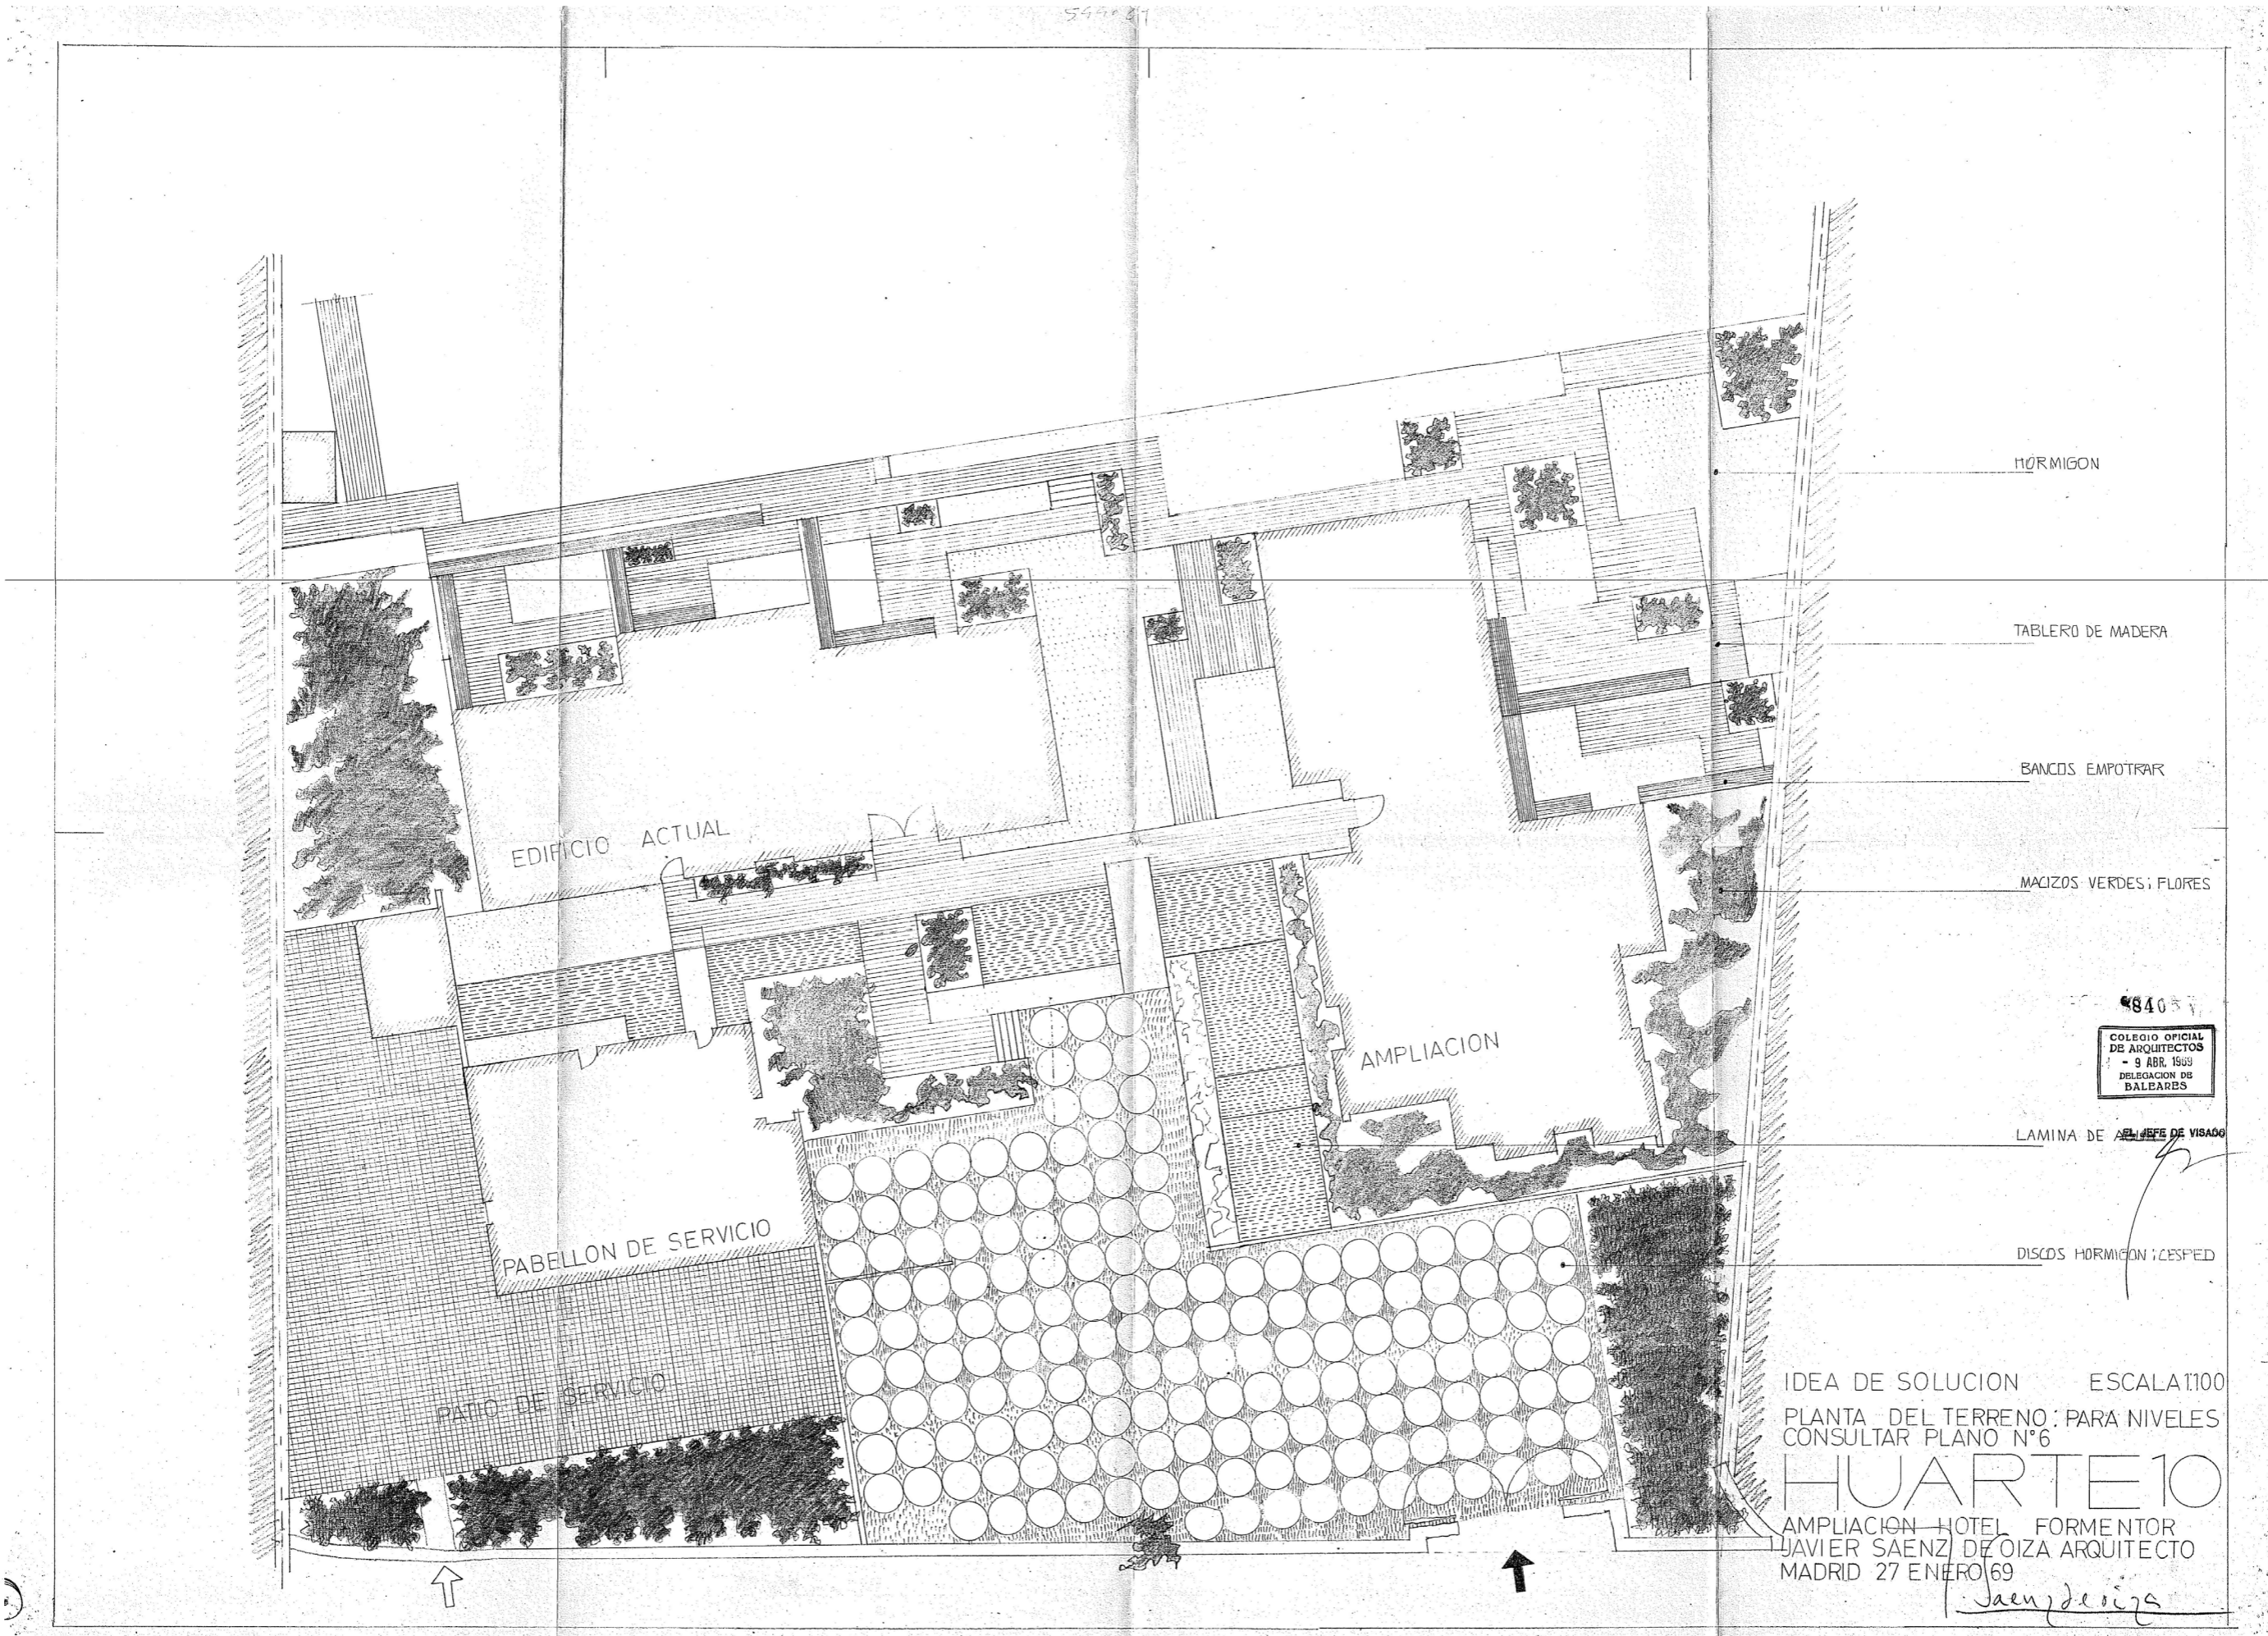 EDIFICIO ACTUAL
PABELLON DE SERVICIO
PATIO DE SERVICIO
AMPLIACION
HORMIGON
TABLERO DE MADERA
BANCOS EMPOTRAR
MACIZOS VERDES; FLORES
COLEGIO OFICIAL
DE ARQUITECTOS
- 9 ABR. 1969
DELEGACION DE
BALEARES
LAMINA DE
EL JEFE DE VISADO
DISCOS HORMIGON; CESPED
IDEA DE SOLUCION ESCALA 1:100
PLANTA DEL TERRENO: PARA NIVELES
CONSULTAR PLANO Nº6
HUARTE 10
AMPLIACION HOTEL FORMENTOR
JAVIER SAENZ DE OIZA ARQUITECTO
MADRID 27 ENERO 69
Saenz de oiza